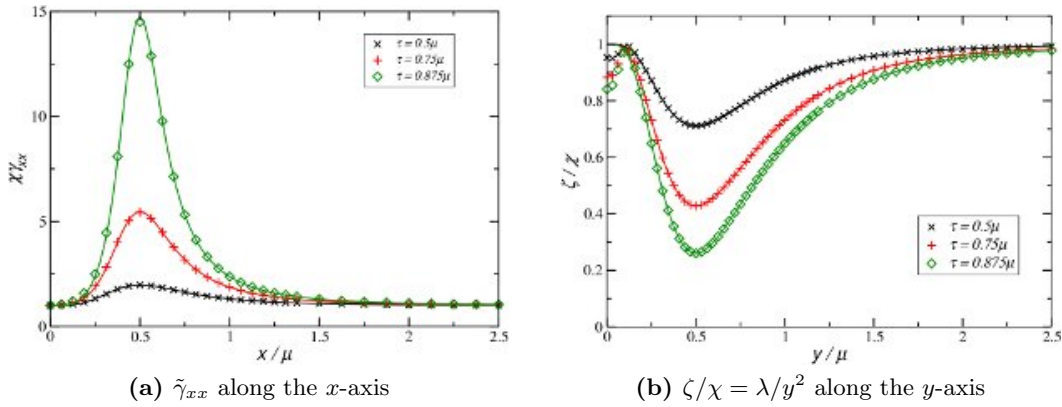 15
10
5
0
χγxx
0 0.5 1 1.5 2 2.5
x / μ
τ = 0.5μ
τ = 0.75μ
τ = 0.875μ
(a) γ̃xx along the x-axis
1
0.8
0.6
0.4
0.2
0
ζ / χ
0 0.5 1 1.5 2 2.5
y / μ
τ = 0.5μ
τ = 0.75μ
τ = 0.875μ
(b) ζ/χ = λ/y² along the y-axis